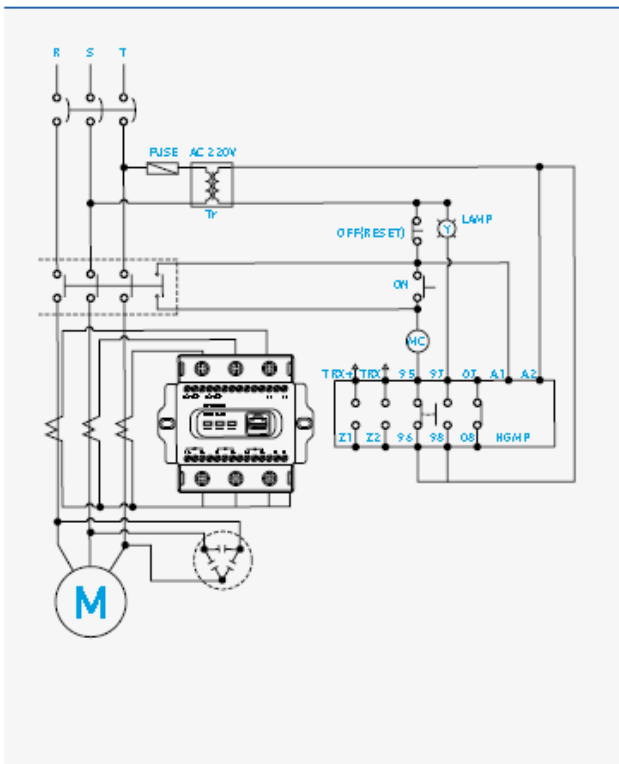 R S T
FUSE AC 220V
Tr
LAMP
Y
OFF(RESET)
ON
MC
TRX+ TRX 95 97 07 A1 A2
Z1 Z2 96 98 08 HGMP
M